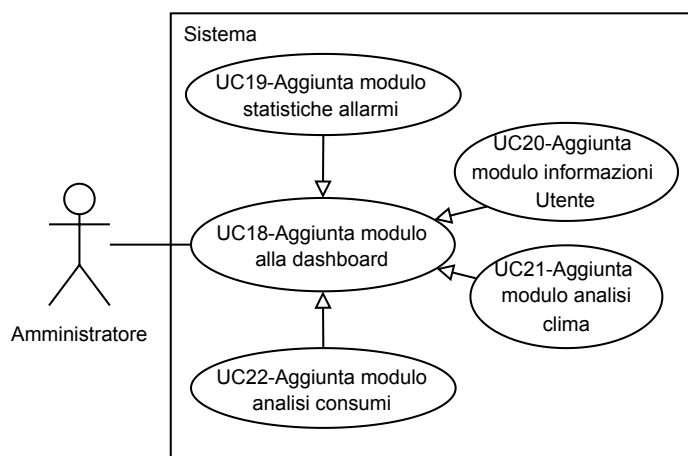 Sistema
UC19-Aggiunta modulo
statistiche allarmi
UC20-Aggiunta
modulo informazioni
Utente
UC18-Aggiunta modulo
alla dashboard
UC21-Aggiunta
modulo analisi
clima
Amministratore
UC22-Aggiunta modulo
analisi consumi